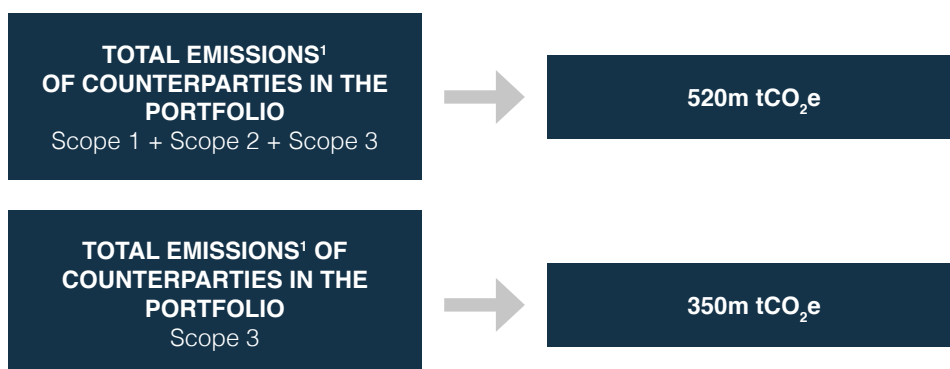 TOTAL EMISSIONS¹
OF COUNTERPARTIES IN THE
PORTFOLIO
Scope 1 + Scope 2 + Scope 3
520m tCO₂e
TOTAL EMISSIONS¹ OF
COUNTERPARTIES IN THE
PORTFOLIO
Scope 3
350m tCO₂e